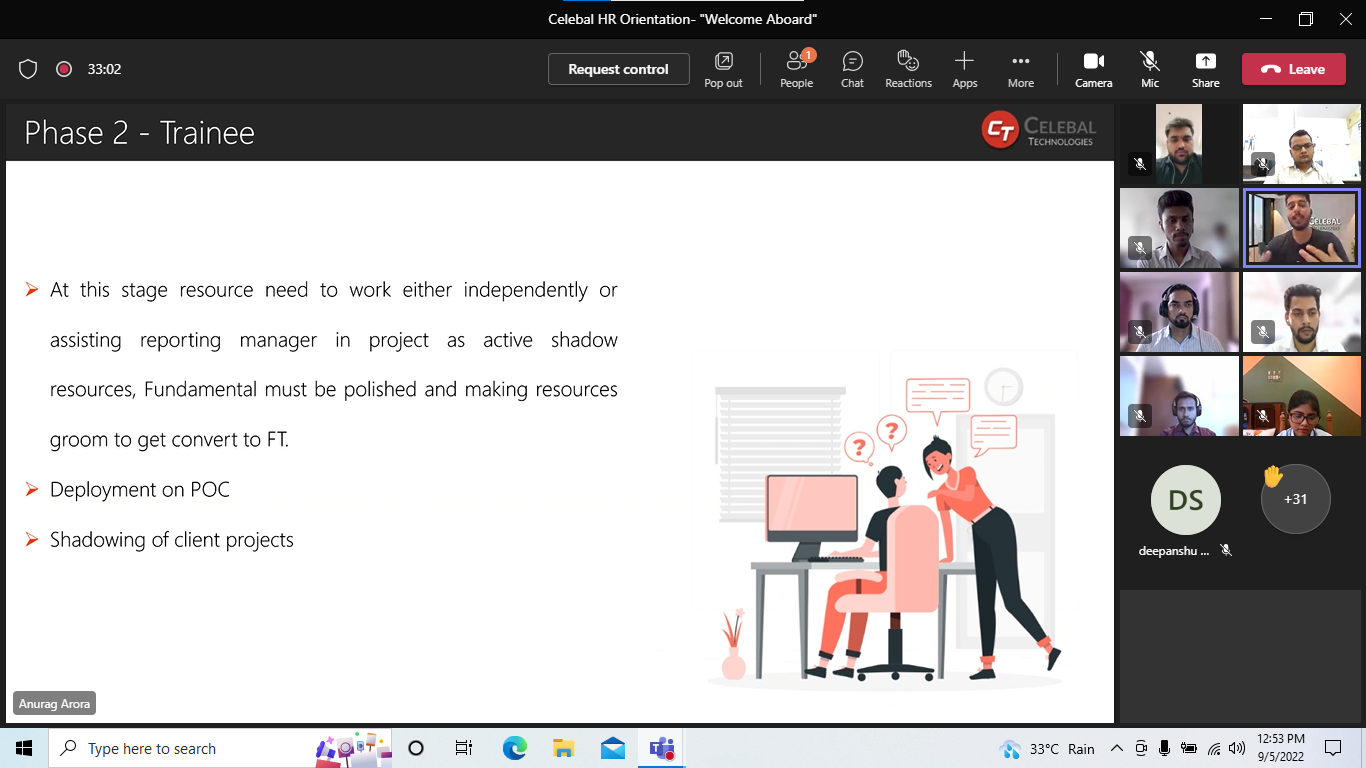 Celebal HR Orientation- "Welcome Aboard"
33:02
Request control
Pop out
1
People
Chat
Reactions
Apps
More
Camera
Mic
Share
Leave
Phase 2 - Trainee
CT CELEBAL
TECHNOLOGIES
➢ At this stage resource need to work either independently or
assisting reporting manager in project as active shadow
resources, Fundamental must be polished and making resources
groom to get convert to FT.
➢ Deployment on POC
➢ Shadowing of client projects
? ?
Anurag Arora
CELEBAL
DS
deepanshu ...
+31
Type here to search
33°C Rain
12:53 PM
9/5/2022